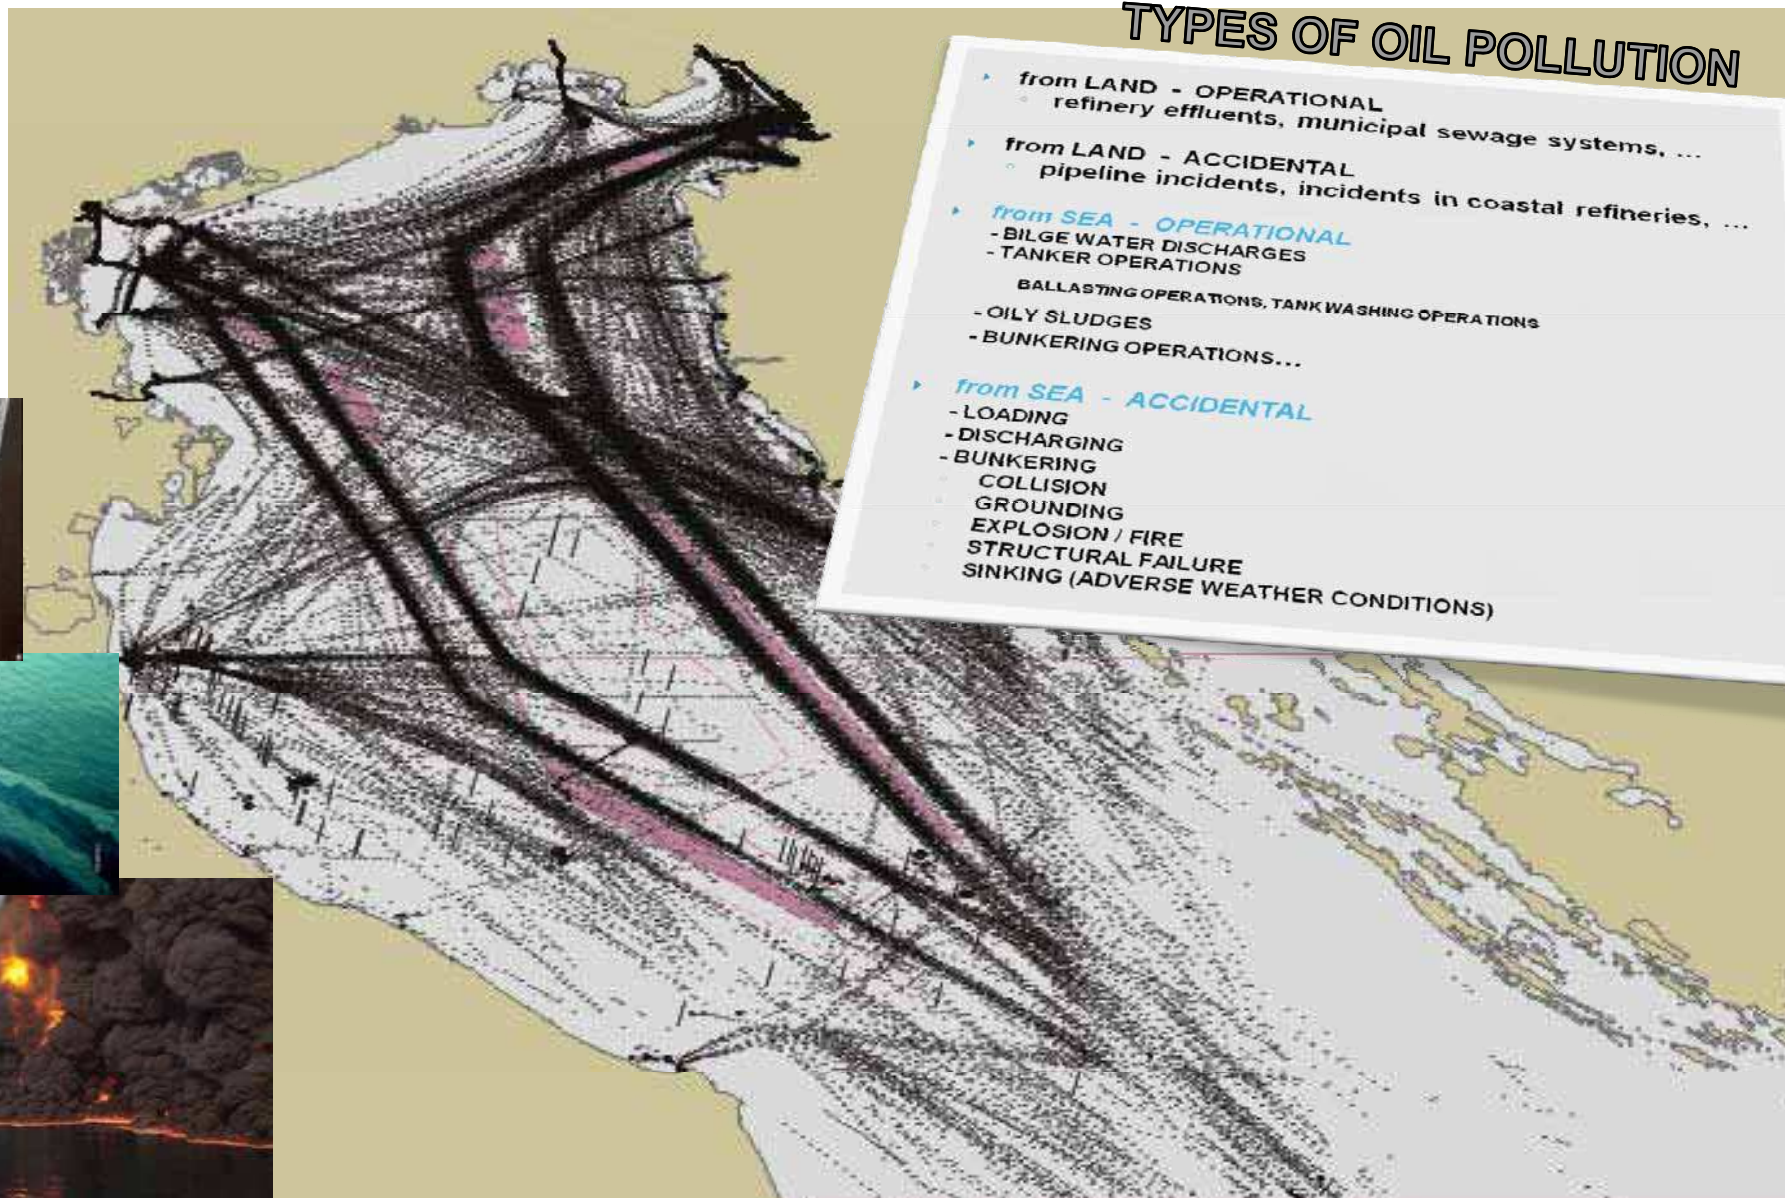 TYPES OF OIL POLLUTION
from LAND - OPERATIONAL
refinery effluents, municipal sewage systems, ...
from LAND - ACCIDENTAL
pipeline incidents, incidents in coastal refineries, ...
from SEA - OPERATIONAL
- BILGE WATER DISCHARGES
- TANKER OPERATIONS
BALLASTING OPERATIONS, TANK WASHING OPERATIONS
- OILY SLUDGES
- BUNKERING OPERATIONS...
from SEA - ACCIDENTAL
- LOADING
- DISCHARGING
- BUNKERING
COLLISION
GROUNDING
EXPLOSION / FIRE
STRUCTURAL FAILURE
SINKING (ADVERSE WEATHER CONDITIONS)